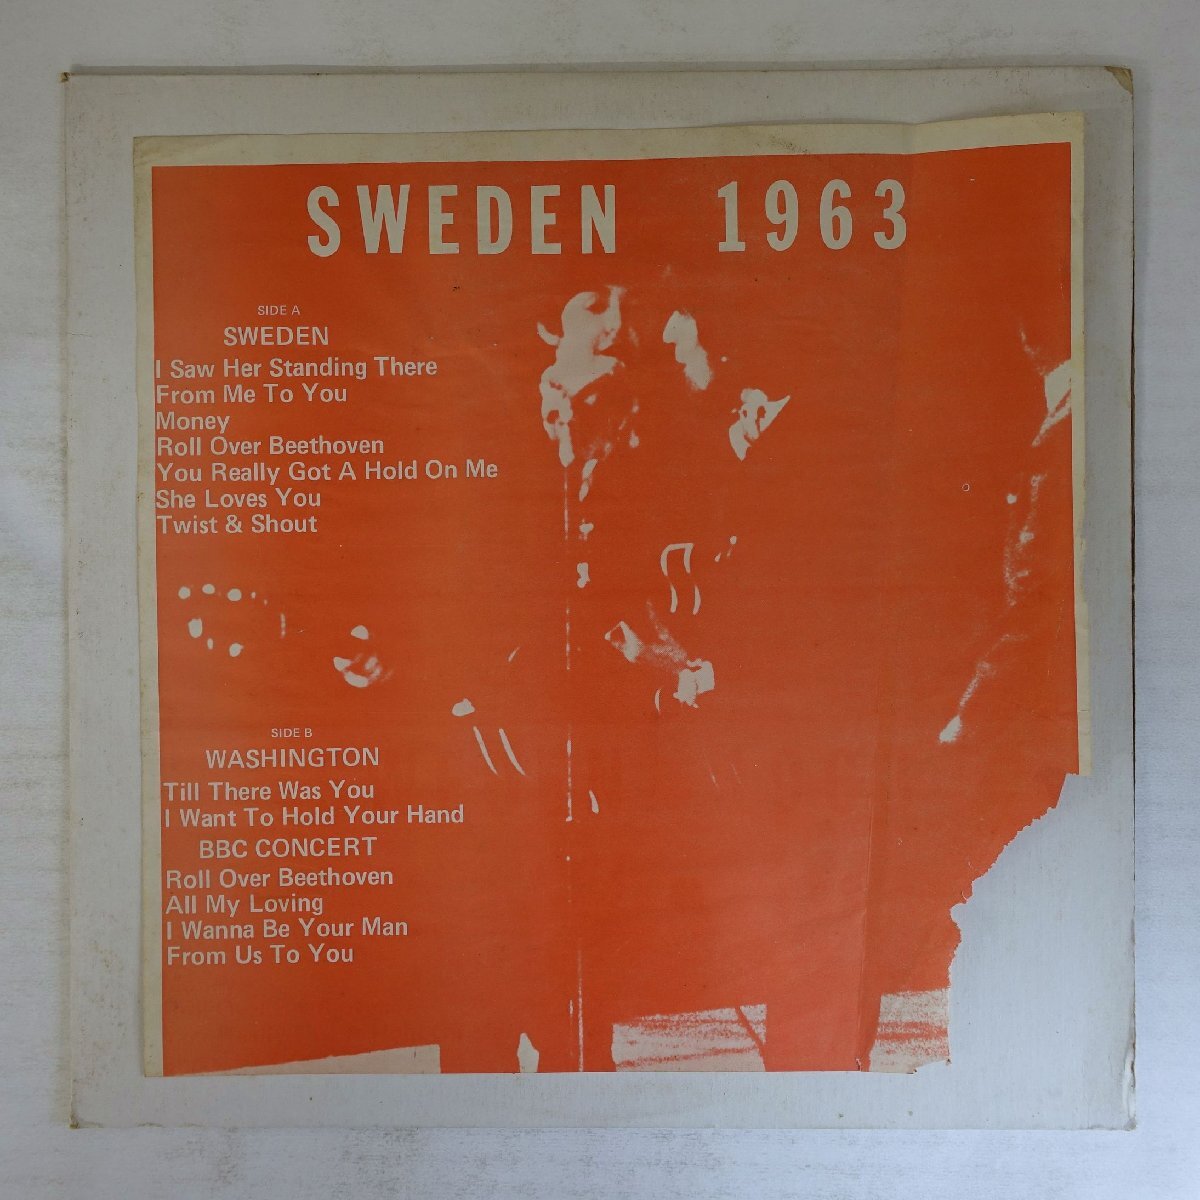 SWEDEN 1963
SIDE A
SWEDEN
I Saw Her Standing There
From Me To You
Money
Roll Over Beethoven
You Really Got A Hold On Me
She Loves You
Twist & Shout
SIDE B
WASHINGTON
Till There Was You
I Want To Hold Your Hand
BBC CONCERT
Roll Over Beethoven
All My Loving
I Wanna Be Your Man
From Us To You